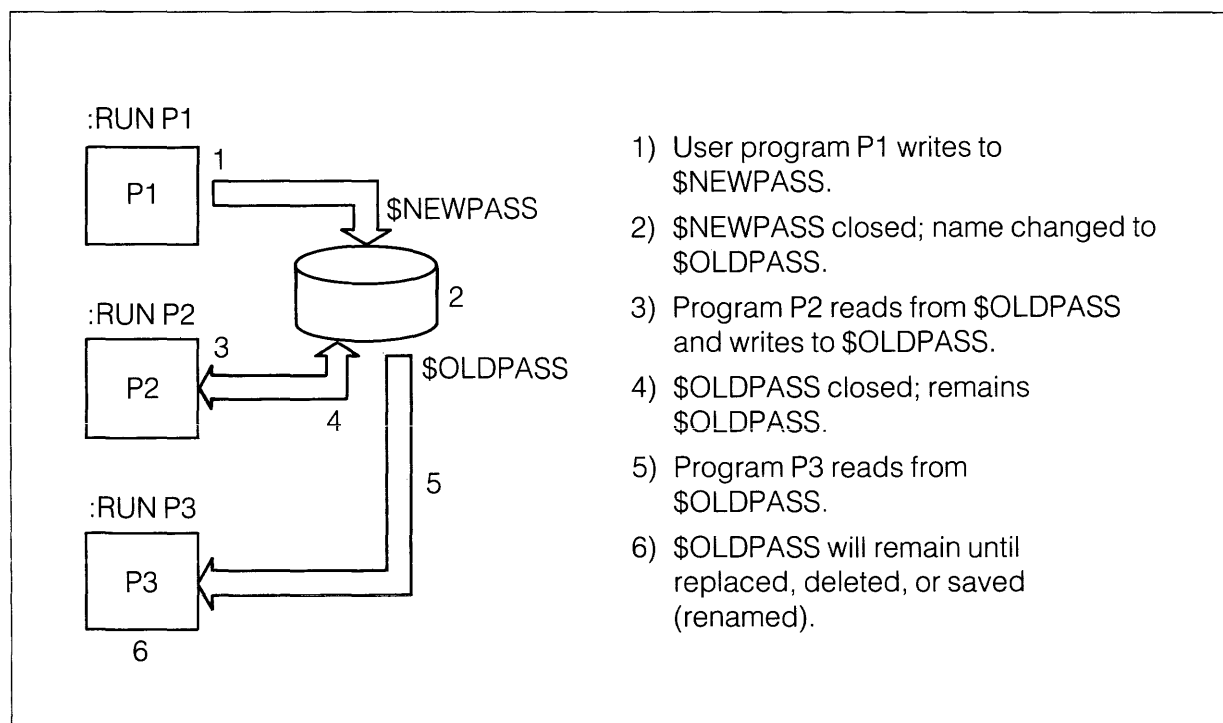 :RUN P1
P1
1
$NEWPASS
2
:RUN P2
P2
3
4
$OLDPASS
5
:RUN P3
P3
6
1) User program P1 writes to
$NEWPASS.
2) $NEWPASS closed; name changed to
$OLDPASS.
3) Program P2 reads from $OLDPASS
and writes to $OLDPASS.
4) $OLDPASS closed; remains
$OLDPASS.
5) Program P3 reads from
$OLDPASS.
6) $OLDPASS will remain until
replaced, deleted, or saved
(renamed).